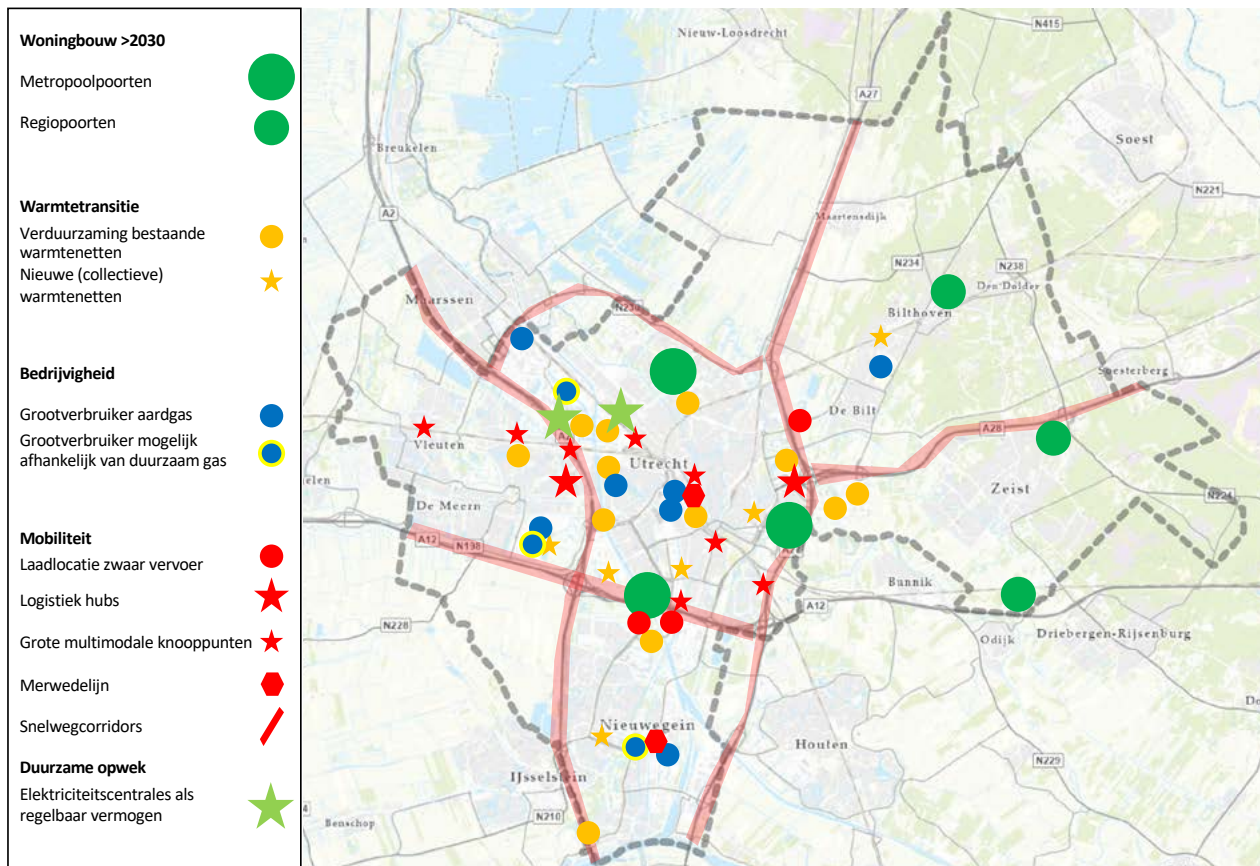 Woningbouw >2030
Metropoolpoorten
Regiopoorten
Warmtetransitie
Verduurzaming bestaande
warmtenetten
Nieuwe (collectieve)
warmtenetten
Bedrijvigheid
Grootverbruiker aardgas
Grootverbruiker mogelijk
afhankelijk van duurzaam gas
Mobiliteit
Laadlocatie zwaar vervoer
Logistiek hubs
Grote multimodale knooppunten
Merwedelijn
Snelwegcorridors
Duurzame opwek
Elektriciteitscentrales als
regelbaar vermogen
N415
Nieuw-Loosdrecht
A27
Soest
Breukelen
N221
A2
Maartensdijk
N234
N238
Den Dolder
Maarssen
N230
Bilthoven
Soesterberg
De Bilt
A28
Vleuten
Utrecht
Zeist
N224
De Meern
A12
N198
Bunnik
A12
N228
Odijk
Driebergen-Rijsenburg
Nieuwegein
Houten
N229
IJsselstein
N210
Benschop